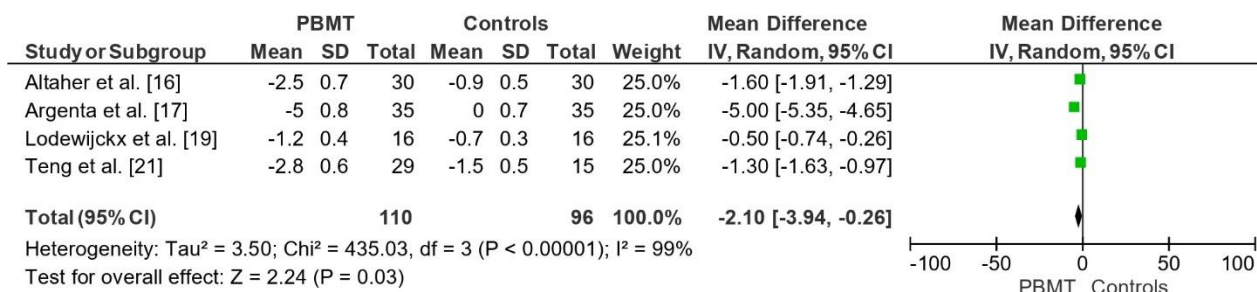 PBMT Controls Mean Difference Mean Difference
Study or Subgroup Mean SD Total Mean SD Total Weight IV, Random, 95% CI IV, Random, 95% CI
Altaher et al. [16] -2.5 0.7 30 -0.9 0.5 30 25.0% -1.60 [-1.91, -1.29]
Argenta et al. [17] -5 0.8 35 0 0.7 35 25.0% -5.00 [-5.35, -4.65]
Lodewijckx et al. [19] -1.2 0.4 16 -0.7 0.3 16 25.1% -0.50 [-0.74, -0.26]
Teng et al. [21] -2.8 0.6 29 -1.5 0.5 15 25.0% -1.30 [-1.63, -0.97]
Total (95% CI) 110 96 100.0% -2.10 [-3.94, -0.26]
Heterogeneity: Tau² = 3.50; Chi² = 435.03, df = 3 (P < 0.00001); I² = 99%
Test for overall effect: Z = 2.24 (P = 0.03)
-100 -50 0 50 100
PBMT Controls